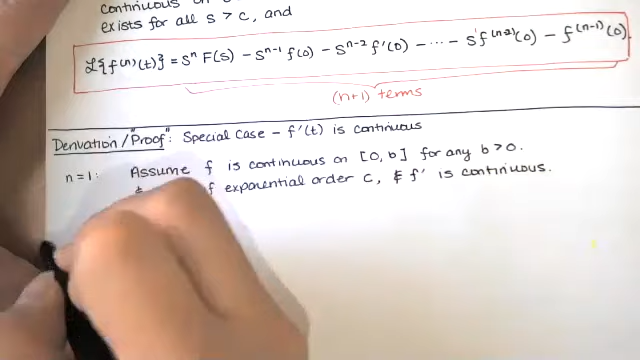 continuous on
exists for all s > c, and
ℒ{f⁽ⁿ⁾(t)} = sⁿ F(s) − sⁿ⁻¹ f(0) − sⁿ⁻² f'(0) − ⋯ − s¹ f⁽ⁿ⁻²⁾(0) − f⁽ⁿ⁻¹⁾(0).
(n+1) terms
Derivation/"Proof": Special Case − f'(t) is continuous
n=1: Assume f is continuous on [0, b] for any b > 0.
f exponential order c, & f' is continuous.